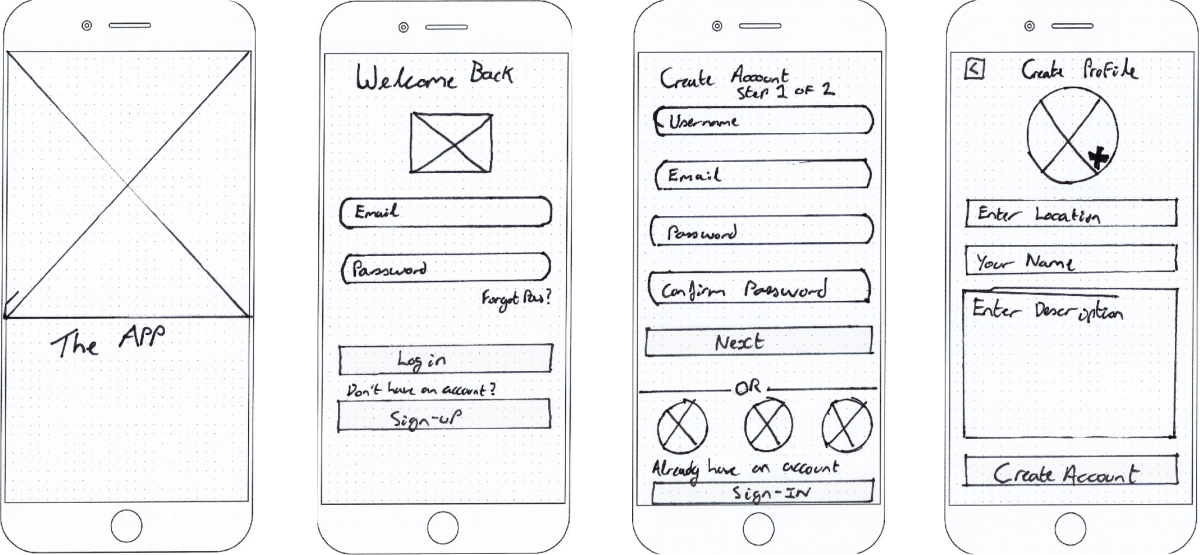 The APP
Welcome Back
Email
Password
Forgot Pas?
Log in
Don't have an account?
Sign-up
Create Account
Step 1 of 2
Username
Email
Password
Confirm Password
Next
OR
Already have an account
Sign-IN
<
Create Profile
Enter Location
Your Name
Enter Description
Create Account